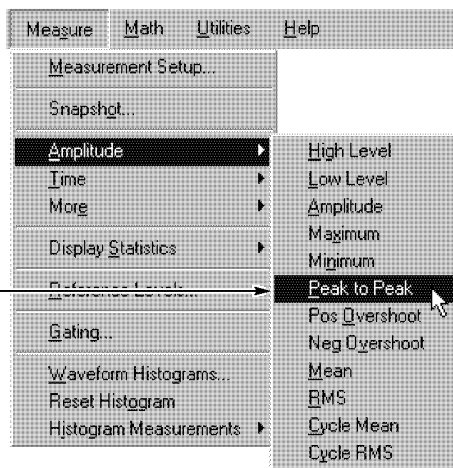 Measure Math Utilities Help
Measurement Setup...
Snapshot...
Amplitude
Time
More
Display Statistics
Reference Levels...
Gating...
Waveform Histograms...
Reset Histogram
Histogram Measurements
High Level
Low Level
Amplitude
Maximum
Minimum
Peak to Peak
Pos Overshoot
Neg Overshoot
Mean
RMS
Cycle Mean
Cycle RMS